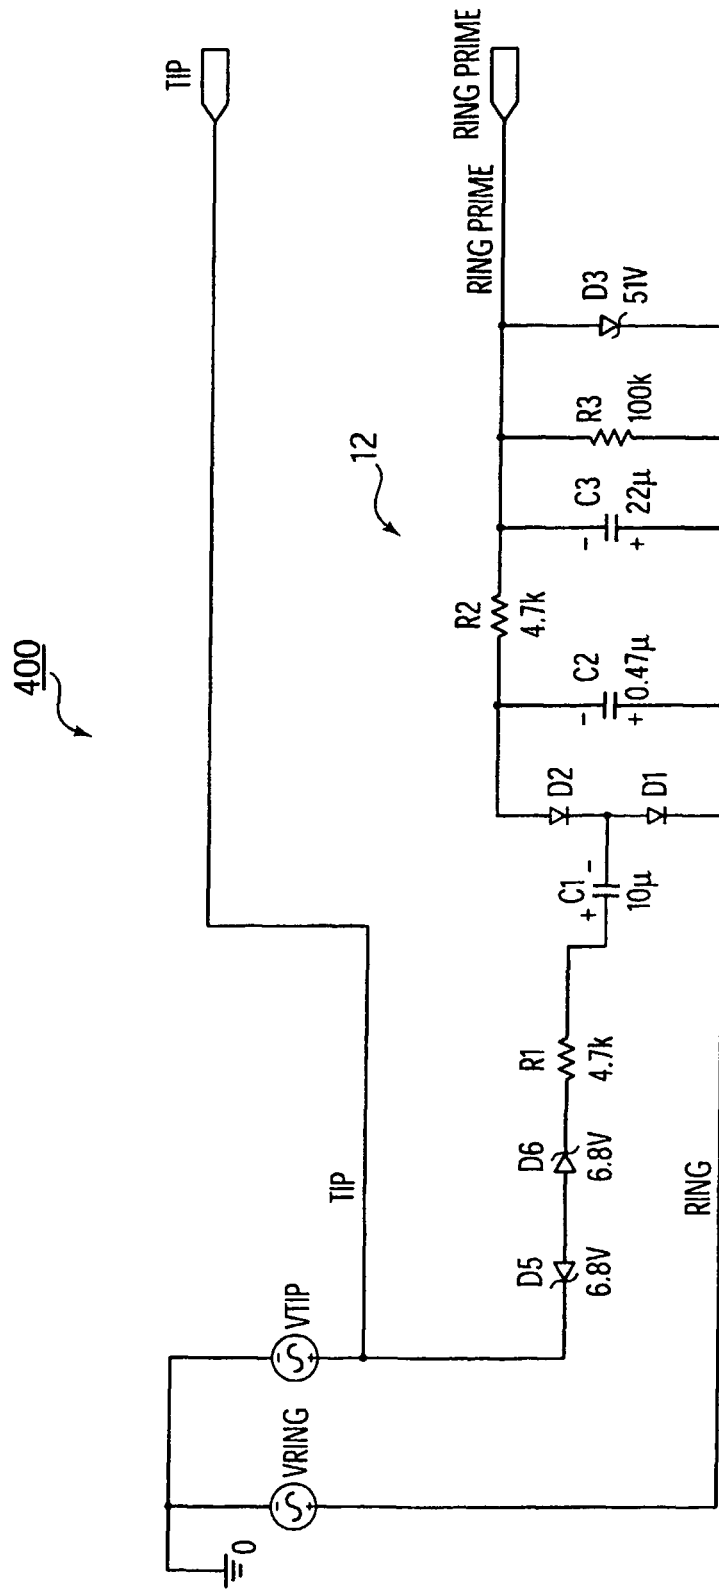 400
12
TIP
RING PRIME
RING PRIME
TIP
VTIP
VRING
0
D5
6.8V
D6
6.8V
R1
4.7k
+
C1
-
10µ
D2
D1
-
C2
+
0.47µ
R2
4.7k
-
C3
+
22µ
R3
100k
D3
51V
RING